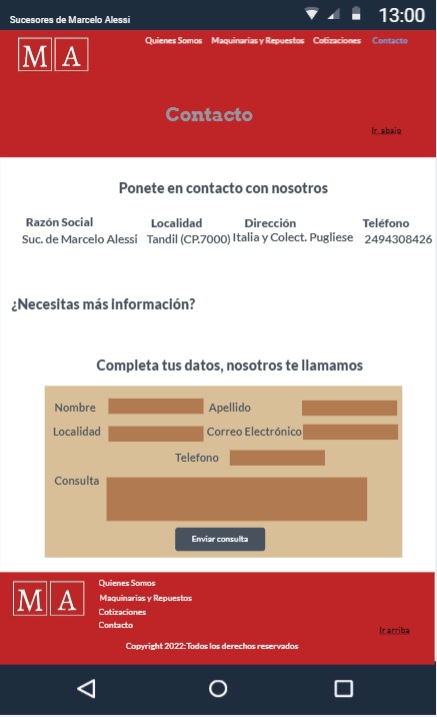 Sucesores de Marcelo Alessi 13:00
M A Quienes Somos Maquinarias y Repuestos Cotizaciones Contacto
Contacto
Ir abajo
Ponete en contacto con nosotros
Razón Social Localidad Dirección Teléfono
Suc. de Marcelo Alessi Tandil (CP.7000) Italia y Colect. Pugliese 2494308426
¿Necesitas más información?
Completa tus datos, nosotros te llamamos
Nombre Apellido
Localidad Correo Electrónico
Telefono
Consulta
Enviar consulta
M A
Quienes Somos
Maquinarias y Repuestos
Cotizaciones
Contacto
Ir arriba
Copyright 2022:Todos los derechos reservados